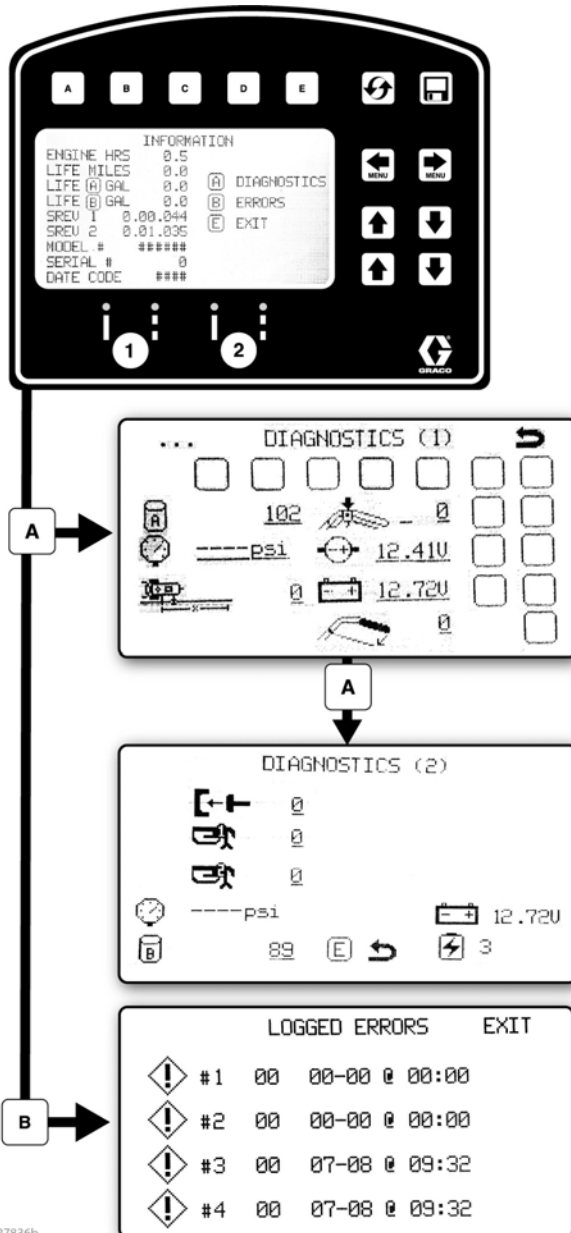 A B C D E
INFORMATION
ENGINE HRS 0.5
LIFE MILES 0.0
LIFE A GAL 0.0
LIFE B GAL 0.0
SREV 1 0.00.044
SREV 2 0.01.035
MODEL # ######
SERIAL # 0
DATE CODE ####
A DIAGNOSTICS
B ERRORS
E EXIT
MENU MENU
1 2
GRACO
A
... DIAGNOSTICS (1)
A 102 _ 0
----psi 12.41V
x 0 - + 12.72V
0
A
DIAGNOSTICS (2)
0
1 0
2 0
----psi - + 12.72V
B 89 E 3
B
LOGGED ERRORS EXIT
! #1 00 00-00 @ 00:00
! #2 00 00-00 @ 00:00
! #3 00 07-08 @ 09:32
! #4 00 07-08 @ 09:32